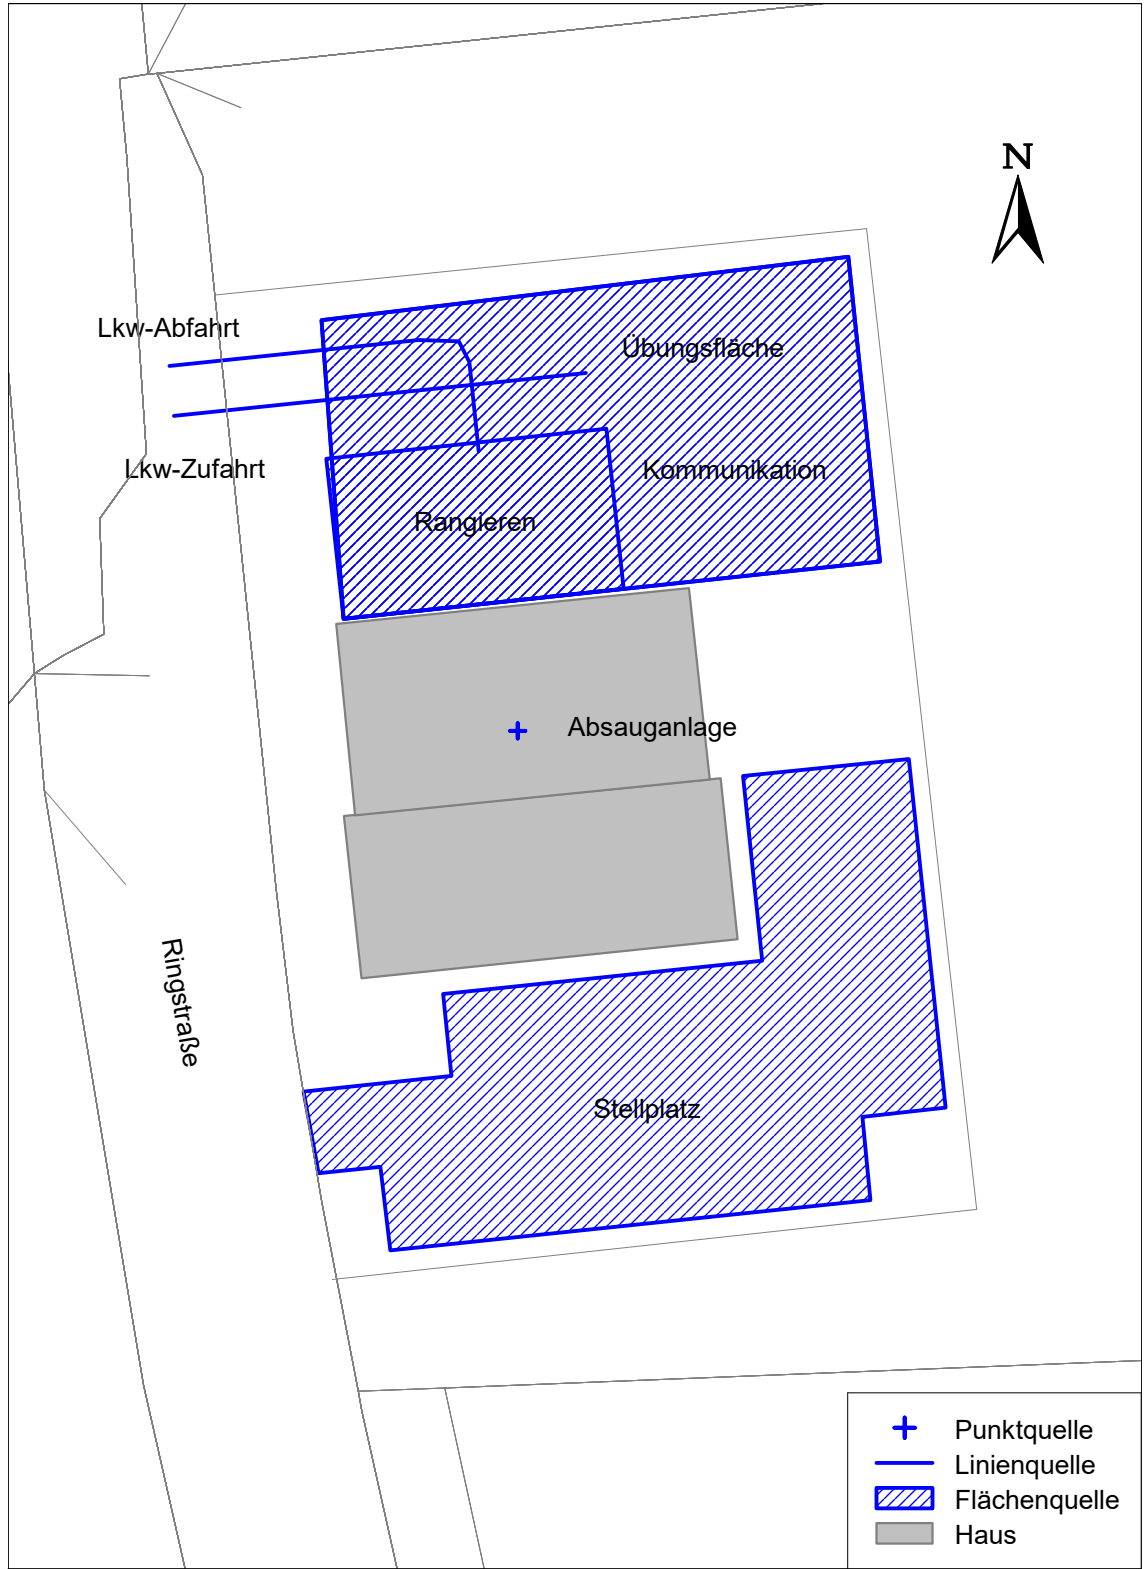 N
Lkw-Abfahrt
Übungsfläche
Lkw-Zufahrt
Kommunikation
Rangieren
Absauganlage
Ringstraße
Stellplatz
Punktquelle
Linienquelle
Flächenquelle
Haus